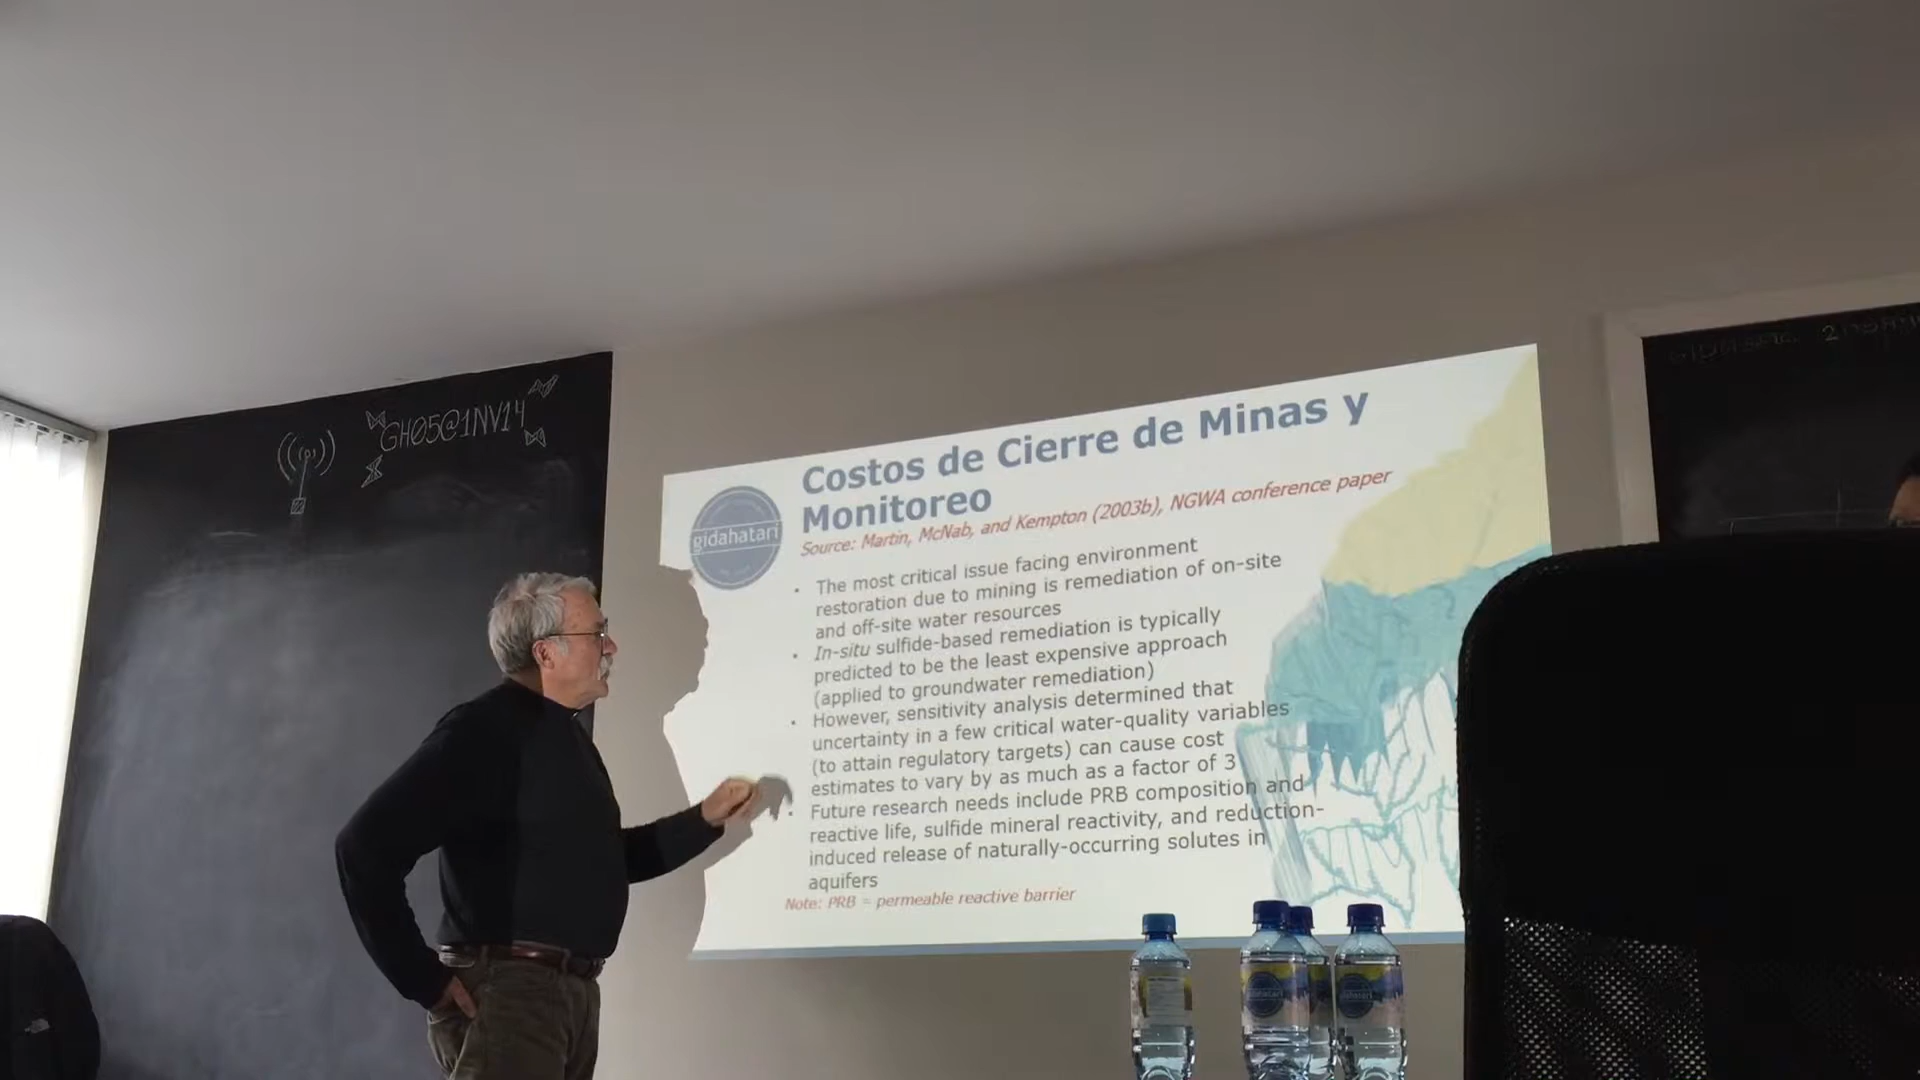 GH05@1NV14
Costos de Cierre de Minas y
Monitoreo
Source: Martin, McNab, and Kempton (2003b), NGWA conference paper
gidahatari
• The most critical issue facing environment
restoration due to mining is remediation of on-site
and off-site water resources
• In-situ sulfide-based remediation is typically
predicted to be the least expensive approach
(applied to groundwater remediation)
• However, sensitivity analysis determined that
uncertainty in a few critical water-quality variables
(to attain regulatory targets) can cause cost
estimates to vary by as much as a factor of 3
• Future research needs include PRB composition and
reactive life, sulfide mineral reactivity, and reduction-
induced release of naturally-occurring solutes in
aquifers
Note: PRB = permeable reactive barrier
gidahatari
gidahatari